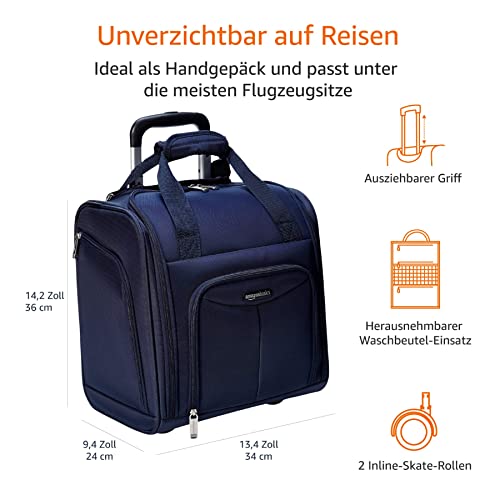 Unverzichtbar auf Reisen
Ideal als Handgepäck und passt unter
die meisten Flugzeugsitze
Ausziehbarer Griff
14,2 Zoll
36 cm
amazonbasics
Herausnehmbarer
Waschbeutel-Einsatz
9,4 Zoll
24 cm
13,4 Zoll
34 cm
2 Inline-Skate-Rollen